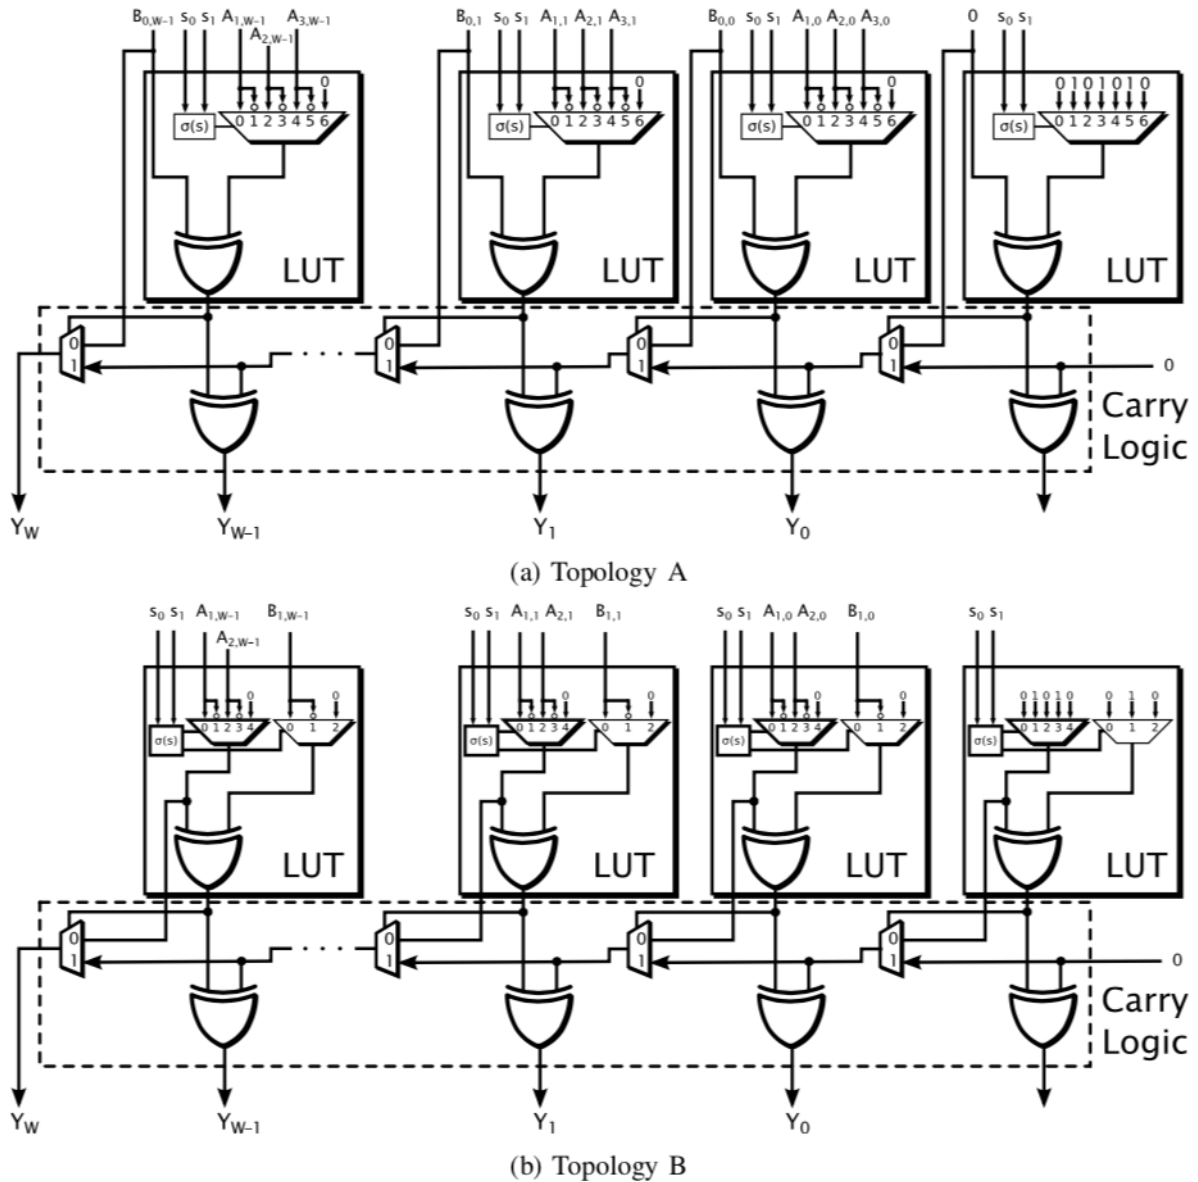 B0,W-1 s0 s1 A1,W-1 A3,W-1 B0,1 s0 s1 A1,1 A2,1 A3,1 B0,0 s0 s1 A1,0 A2,0 A3,0 0 s0 s1
A2,W-1
0 0 0 0 1 0 1 0 1 0
σ(s) 0 1 2 3 4 5 6 σ(s) 0 1 2 3 4 5 6 σ(s) 0 1 2 3 4 5 6 σ(s) 0 1 2 3 4 5 6
LUT LUT LUT LUT
0 0 0 0
1 . . . . 1 1 1 0
Carry
Logic
YW YW-1 Y1 Y0
(a) Topology A
s0 s1 A1,W-1 B1,W-1 s0 s1 A1,1 A2,1 B1,1 s0 s1 A1,0 A2,0 B1,0 s0 s1
A2,W-1
0 0 0 0 0 0 0 1 0 1 0 0 1 0
σ(s) 0 1 2 3 4 0 1 2 σ(s) 0 1 2 3 4 0 1 2 σ(s) 0 1 2 3 4 0 1 2 σ(s) 0 1 2 3 4 0 1 2
LUT LUT LUT LUT
0 0 0 0
1 . . . . 1 1 1 0
Carry
Logic
YW YW-1 Y1 Y0
(b) Topology B